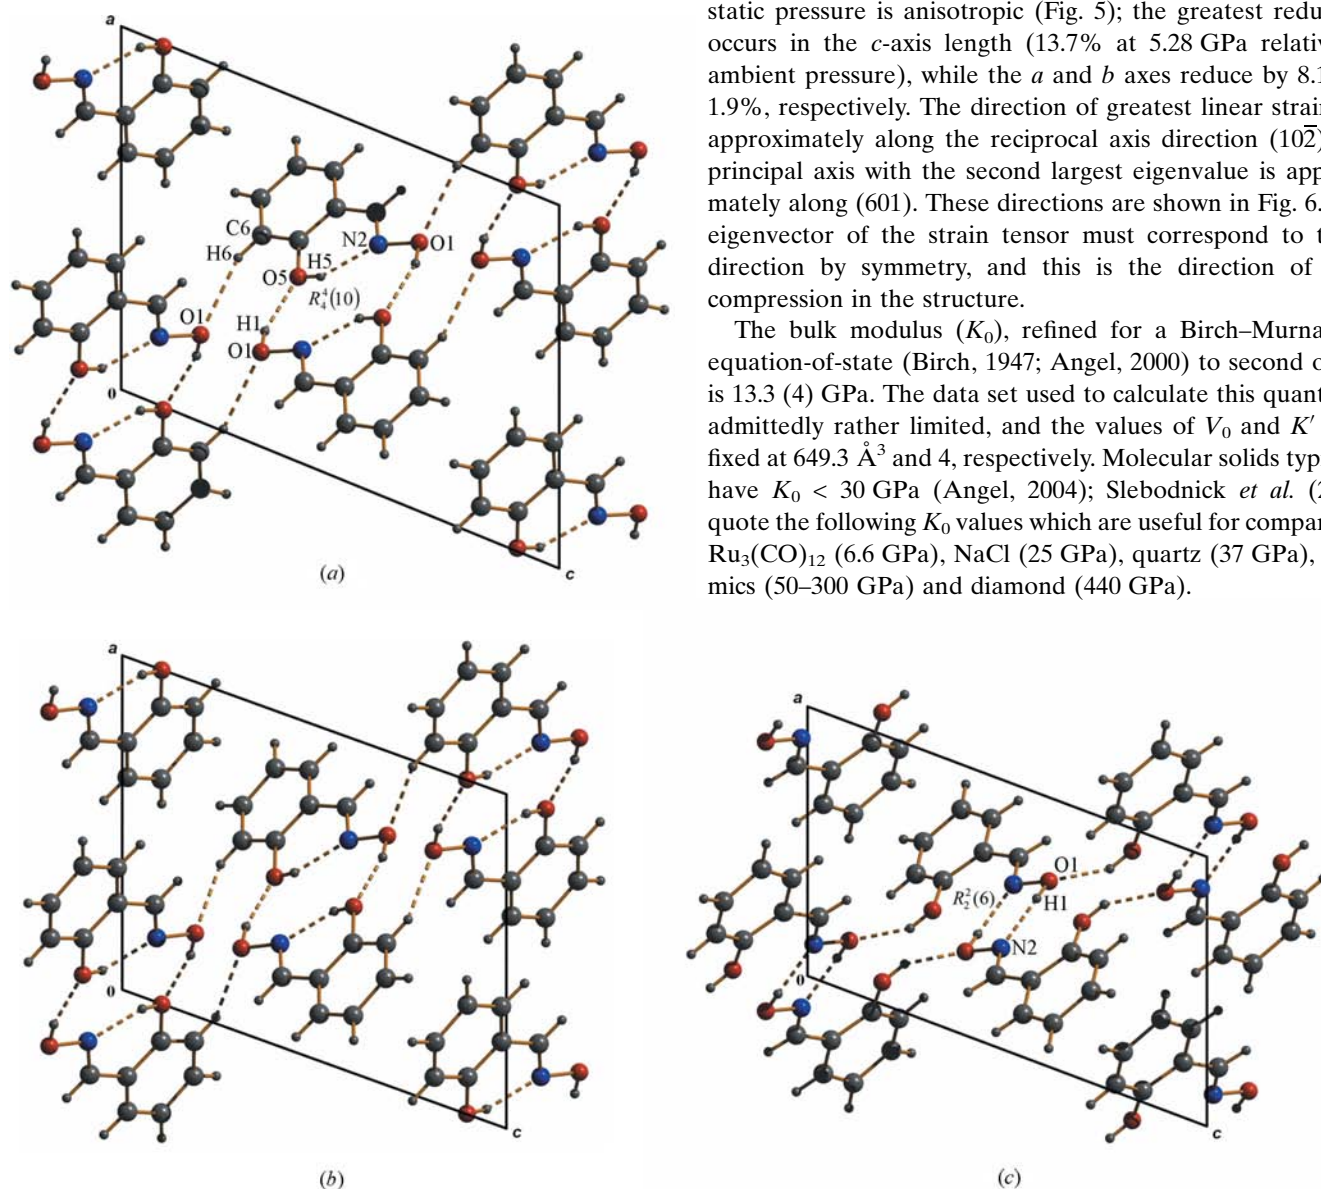 static pressure is anisotropic (Fig. 5); the greatest redu
occurs in the c-axis length (13.7% at 5.28 GPa relativ
ambient pressure), while the a and b axes reduce by 8.1
1.9%, respectively. The direction of greatest linear strain
approximately along the reciprocal axis direction (102̅)
principal axis with the second largest eigenvalue is app
mately along (601). These directions are shown in Fig. 6.
eigenvector of the strain tensor must correspond to t
direction by symmetry, and this is the direction of
compression in the structure.
The bulk modulus (K₀), refined for a Birch–Murna
equation-of-state (Birch, 1947; Angel, 2000) to second o
is 13.3 (4) GPa. The data set used to calculate this quant
admittedly rather limited, and the values of V₀ and K′
fixed at 649.3 Å³ and 4, respectively. Molecular solids typ
have K₀ < 30 GPa (Angel, 2004); Slebodnick et al. (2
quote the following K₀ values which are useful for compar
Ru₃(CO)₁₂ (6.6 GPa), NaCl (25 GPa), quartz (37 GPa),
mics (50–300 GPa) and diamond (440 GPa).
a
C6
H6
N2
O1
H5
O5
R⁴₄(10)
O1
H1
O1
0
c
(a)
a
0
c
(b)
a
O1
R²₂(6)
H1
N2
0
c
(c)